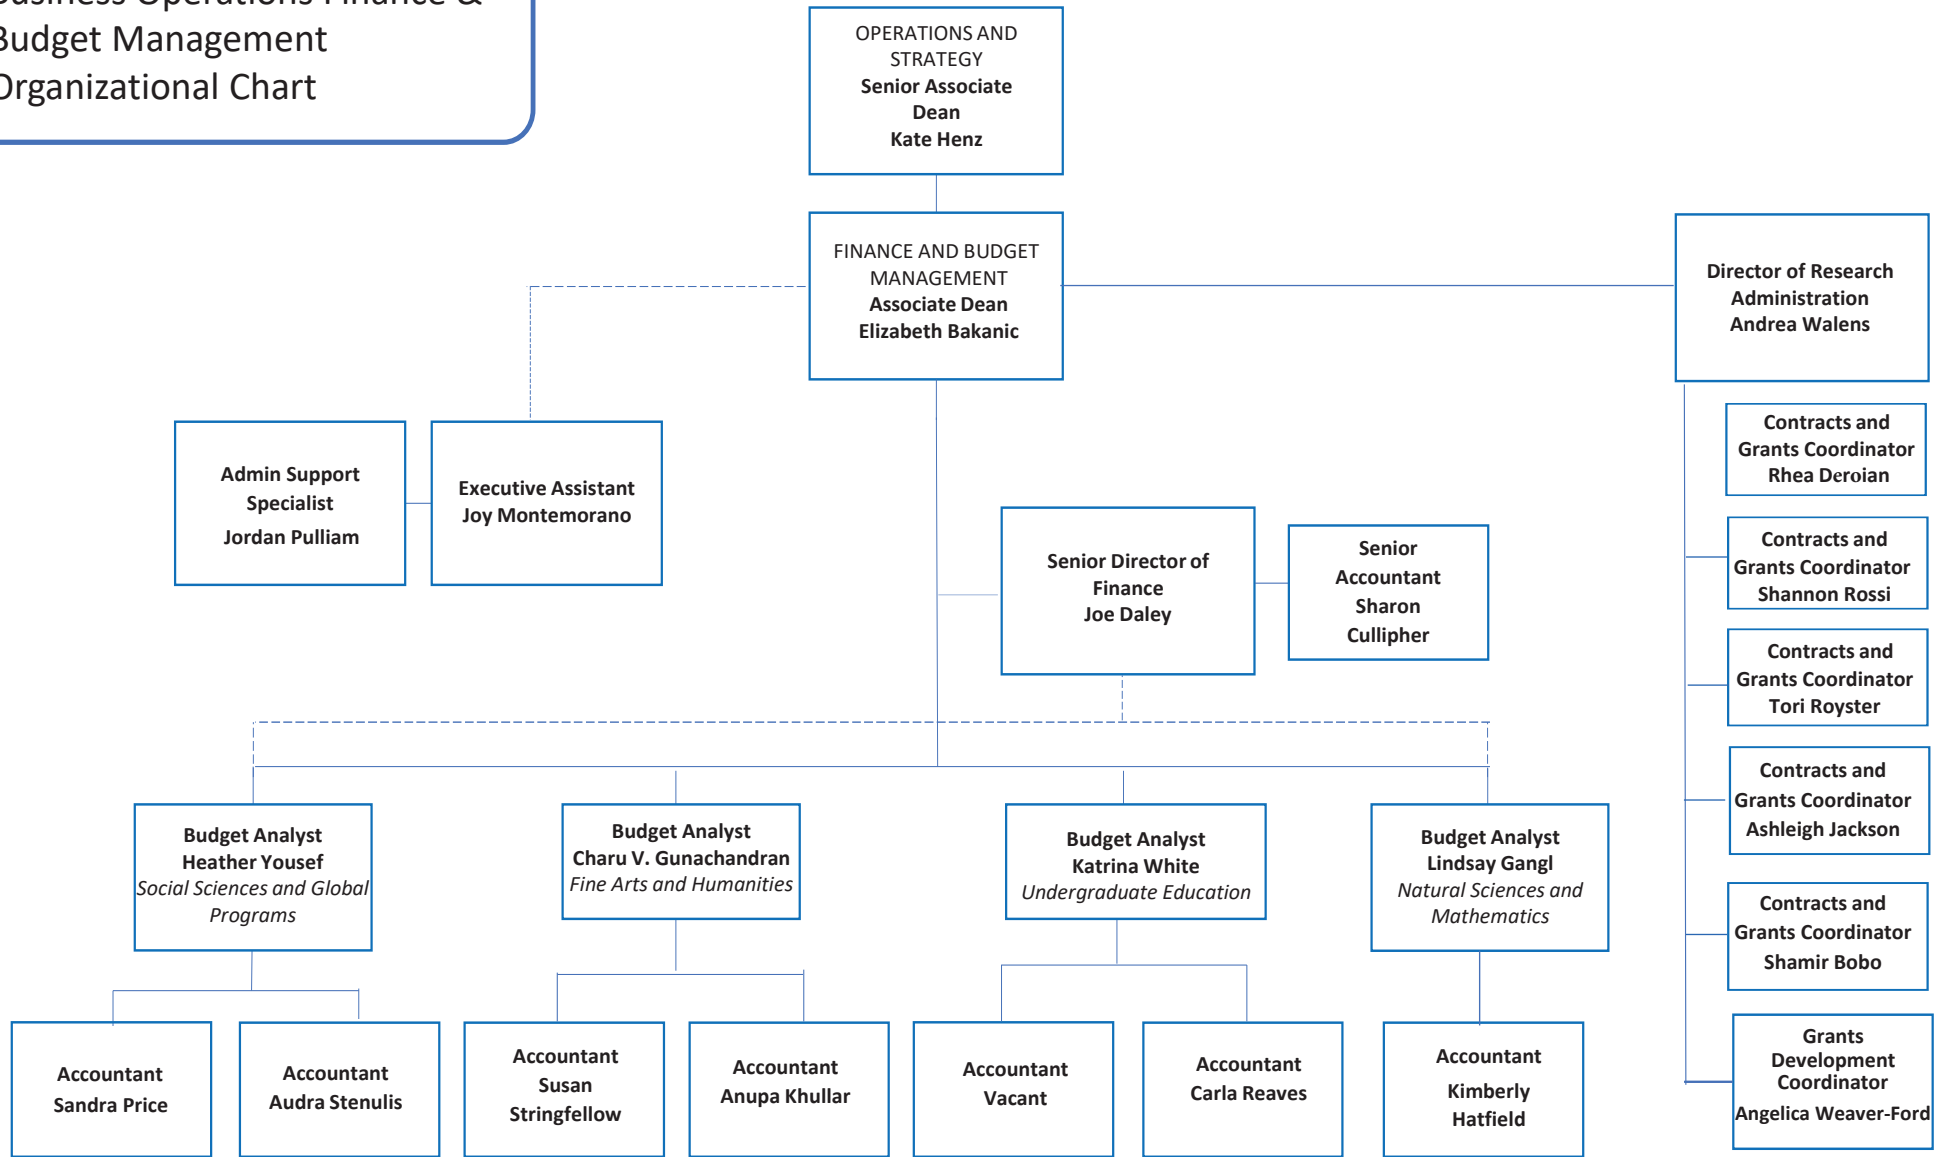 Business Operations Finance &
Budget Management
Organizational Chart
OPERATIONS AND
STRATEGY
Senior Associate
Dean
Kate Henz
FINANCE AND BUDGET
MANAGEMENT
Associate Dean
Elizabeth Bakanic
Director of Research
Administration
Andrea Walens
Admin Support
Specialist
Jordan Pulliam
Executive Assistant
Joy Montemorano
Senior Director of
Finance
Joe Daley
Senior
Accountant
Sharon
Cullipher
Contracts and
Grants Coordinator
Rhea Deroian
Contracts and
Grants Coordinator
Shannon Rossi
Contracts and
Grants Coordinator
Tori Royster
Contracts and
Grants Coordinator
Ashleigh Jackson
Contracts and
Grants Coordinator
Shamir Bobo
Grants
Development
Coordinator
Angelica Weaver-Ford
Budget Analyst
Heather Yousef
Social Sciences and Global
Programs
Budget Analyst
Charu V. Gunachandran
Fine Arts and Humanities
Budget Analyst
Katrina White
Undergraduate Education
Budget Analyst
Lindsay Gangl
Natural Sciences and
Mathematics
Accountant
Sandra Price
Accountant
Audra Stenulis
Accountant
Susan
Stringfellow
Accountant
Anupa Khullar
Accountant
Vacant
Accountant
Carla Reaves
Accountant
Kimberly
Hatfield